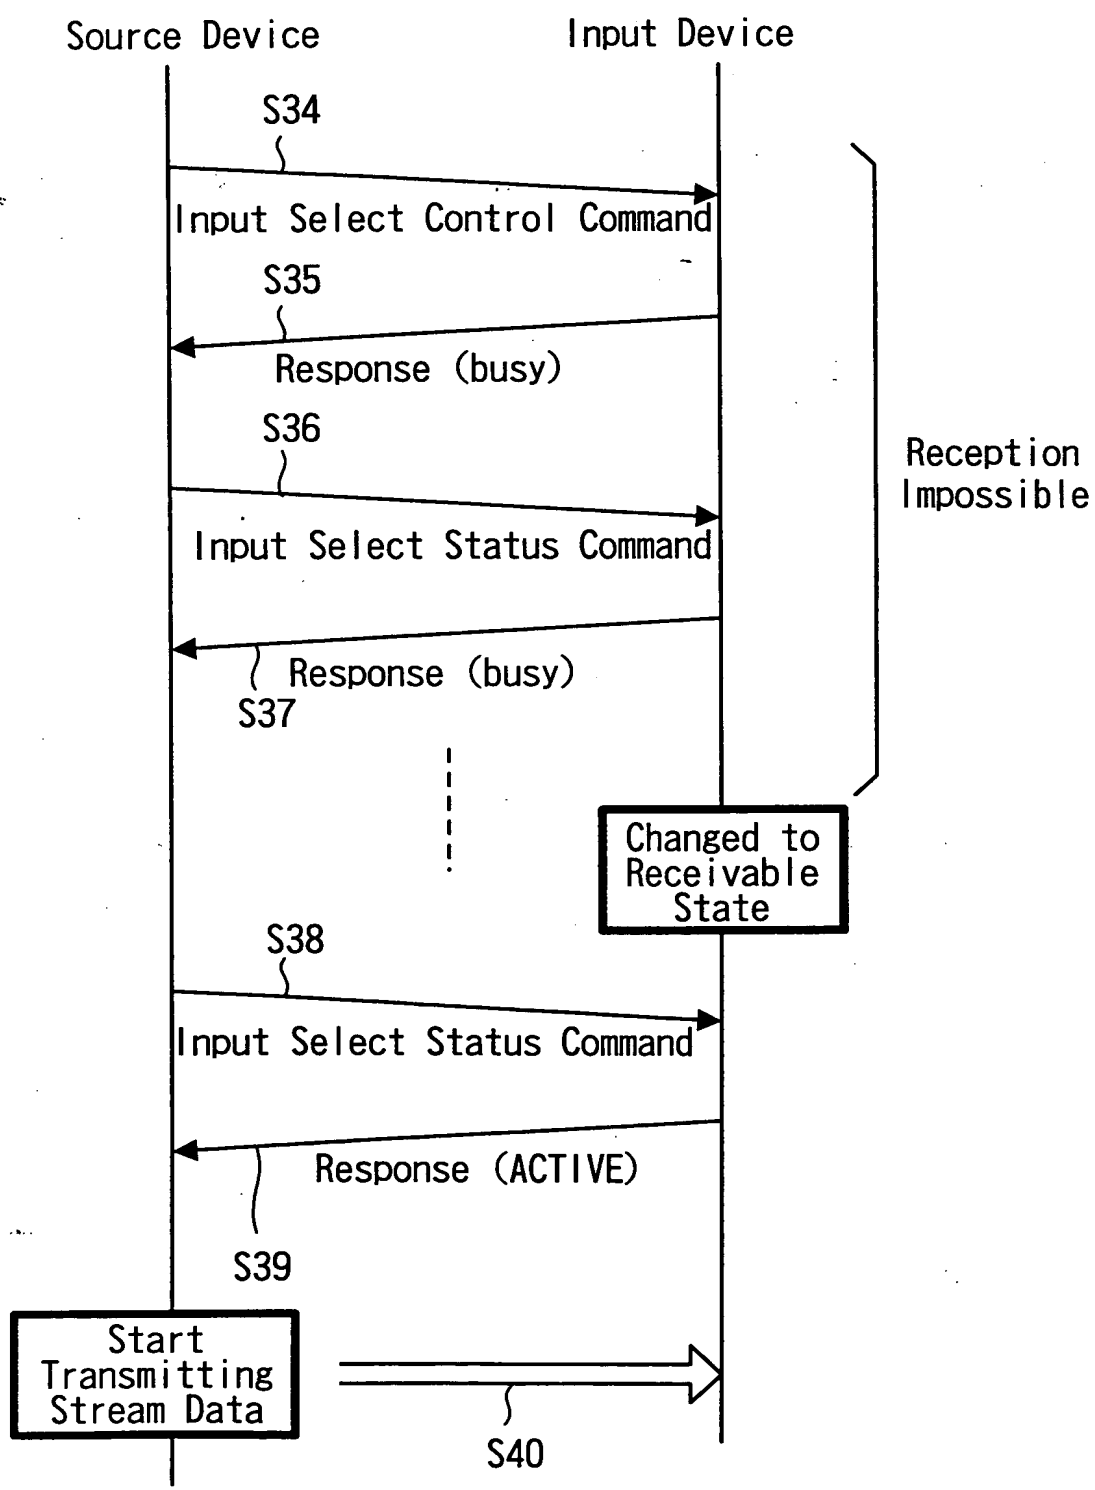 Source Device
Input Device
S34
Input Select Control Command
S35
Response (busy)
S36
Reception
Impossible
Input Select Status Command
Response (busy)
S37
Changed to
Receivable
State
S38
Input Select Status Command
Response (ACTIVE)
S39
Start
Transmitting
Stream Data
S40